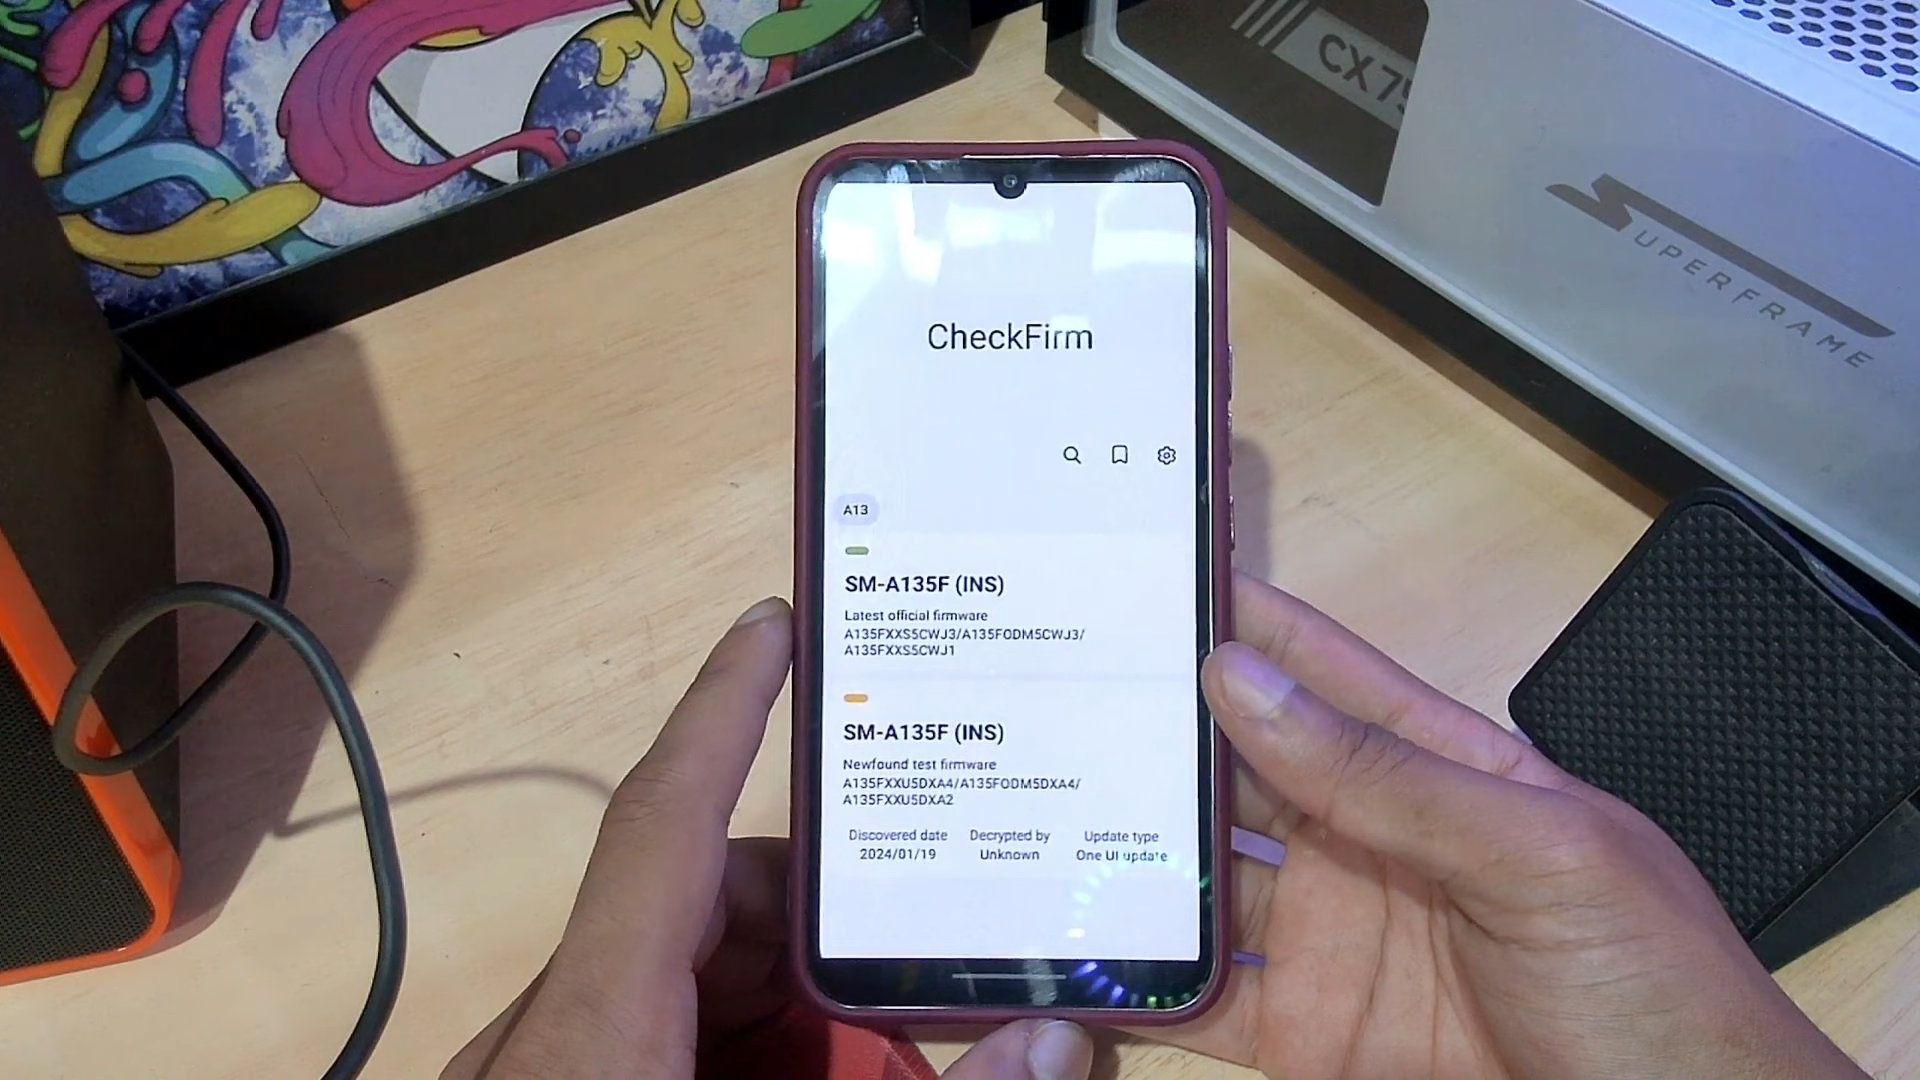 CX75
SUPERFRAME
CheckFirm
A13
SM-A135F (INS)
Latest official firmware
A135FXXS5CWJ3/A135FODM5CWJ3/
A135FXXS5CWJ1
SM-A135F (INS)
Newfound test firmware
A135FXXU5DXA4/A135FODM5DXA4/
A135FXXU5DXA2
Discovered date Decrypted by Update type
2024/01/19 Unknown One UI update